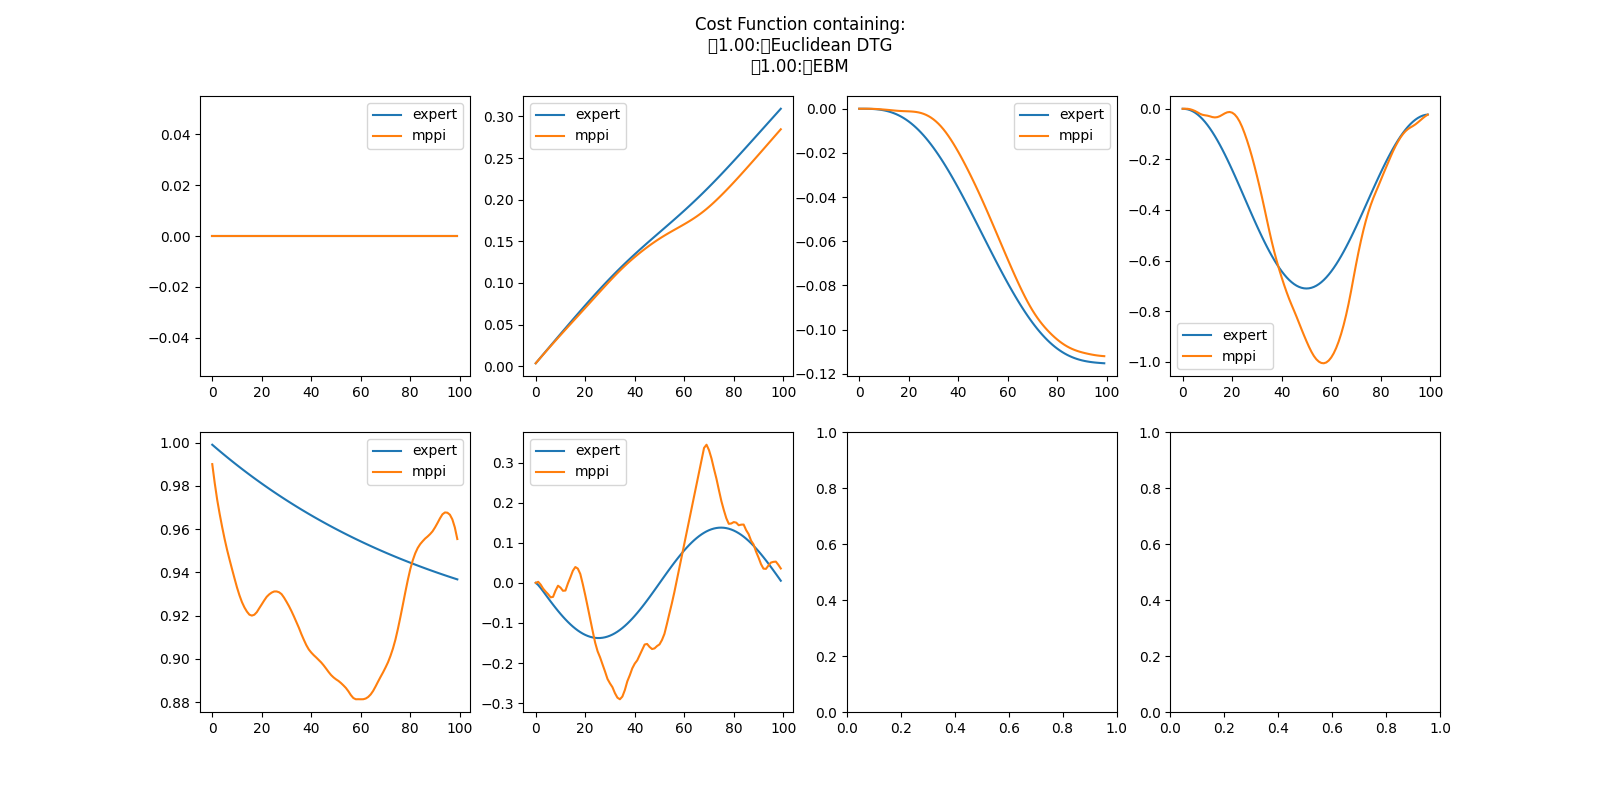 Cost Function containing:
1.00:Euclidean DTG
1.00:EBM
expert
mppi
0.04
0.02
0.00
−0.02
−0.04
0 20 40 60 80 100
expert
mppi
0.30
0.25
0.20
0.15
0.10
0.05
0.00
0 20 40 60 80 100
expert
mppi
0.00
−0.02
−0.04
−0.06
−0.08
−0.10
−0.12
0 20 40 60 80 100
0.0
−0.2
−0.4
−0.6
−0.8
−1.0
expert
mppi
0 20 40 60 80 100
expert
mppi
1.00
0.98
0.96
0.94
0.92
0.90
0.88
0 20 40 60 80 100
expert
mppi
0.3
0.2
0.1
0.0
−0.1
−0.2
−0.3
0 20 40 60 80 100
1.0
0.8
0.6
0.4
0.2
0.0
0.0 0.2 0.4 0.6 0.8 1.0
1.0
0.8
0.6
0.4
0.2
0.0
0.0 0.2 0.4 0.6 0.8 1.0